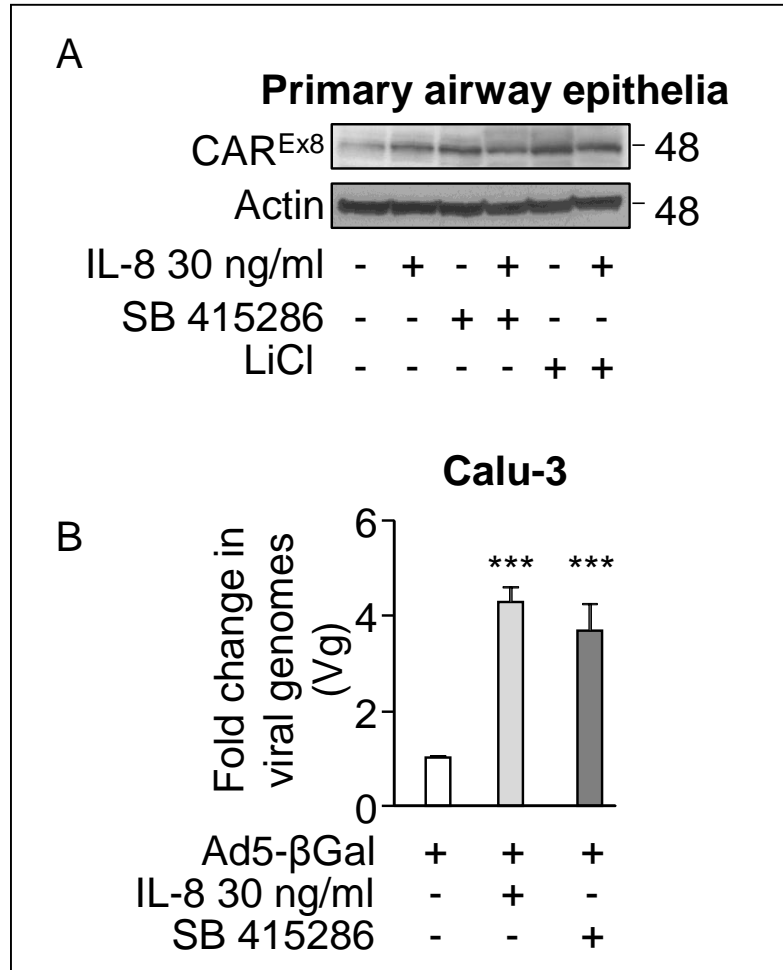 A
Primary airway epithelia
CAR^Ex8 - 48
Actin - 48
IL-8 30 ng/ml - + - + - +
SB 415286 - - + + - -
LiCl - - - - + +
Calu-3
B
Fold change in
viral genomes
(Vg)
6
4
2
0
*** ***
Ad5-βGal + + +
IL-8 30 ng/ml - + -
SB 415286 - - +